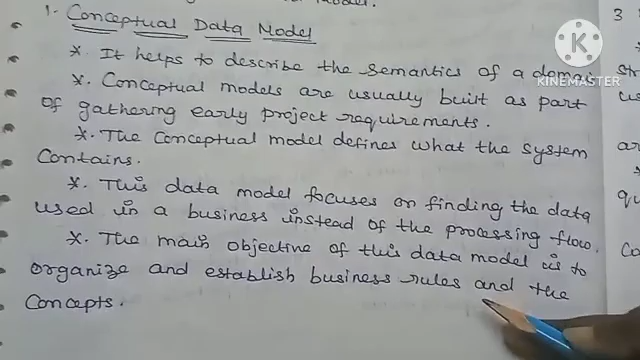 model.
1. Conceptual Data Model
*. It helps to describe the semantics of a domain
*. Conceptual models are usually built as part
of gathering early project requirements.
*. The Conceptual model defines what the system
Contains.
*. This data model focuses on finding the data
used in a business instead of the processing flow.
*. The main objective of this data model is to
organize and establish business rules and the
Concepts.
3
KINEMASTER